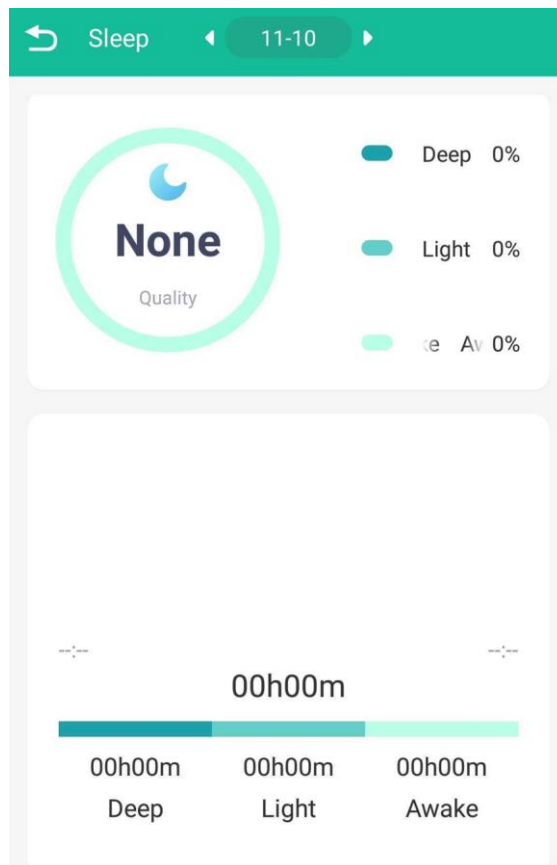 Sleep 11-10
Deep 0%
None
Light 0%
Quality
0%
--:-- --:--
00h00m
00h00m 00h00m 00h00m
Deep Light Awake